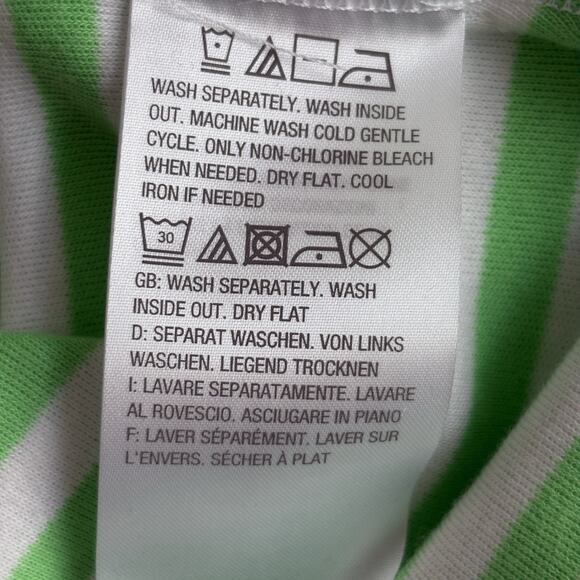 WASH SEPARATELY. WASH INSIDE
OUT. MACHINE WASH COLD GENTLE
CYCLE. ONLY NON-CHLORINE BLEACH
WHEN NEEDED. DRY FLAT. COOL
IRON IF NEEDED
30
GB: WASH SEPARATELY. WASH
INSIDE OUT. DRY FLAT
D: SEPARAT WASCHEN. VON LINKS
WASCHEN. LIEGEND TROCKNEN
I: LAVARE SEPARATAMENTE. LAVARE
AL ROVESCIO. ASCIUGARE IN PIANO
F: LAVER SÉPARÉMENT. LAVER SUR
L'ENVERS. SÉCHER À PLAT